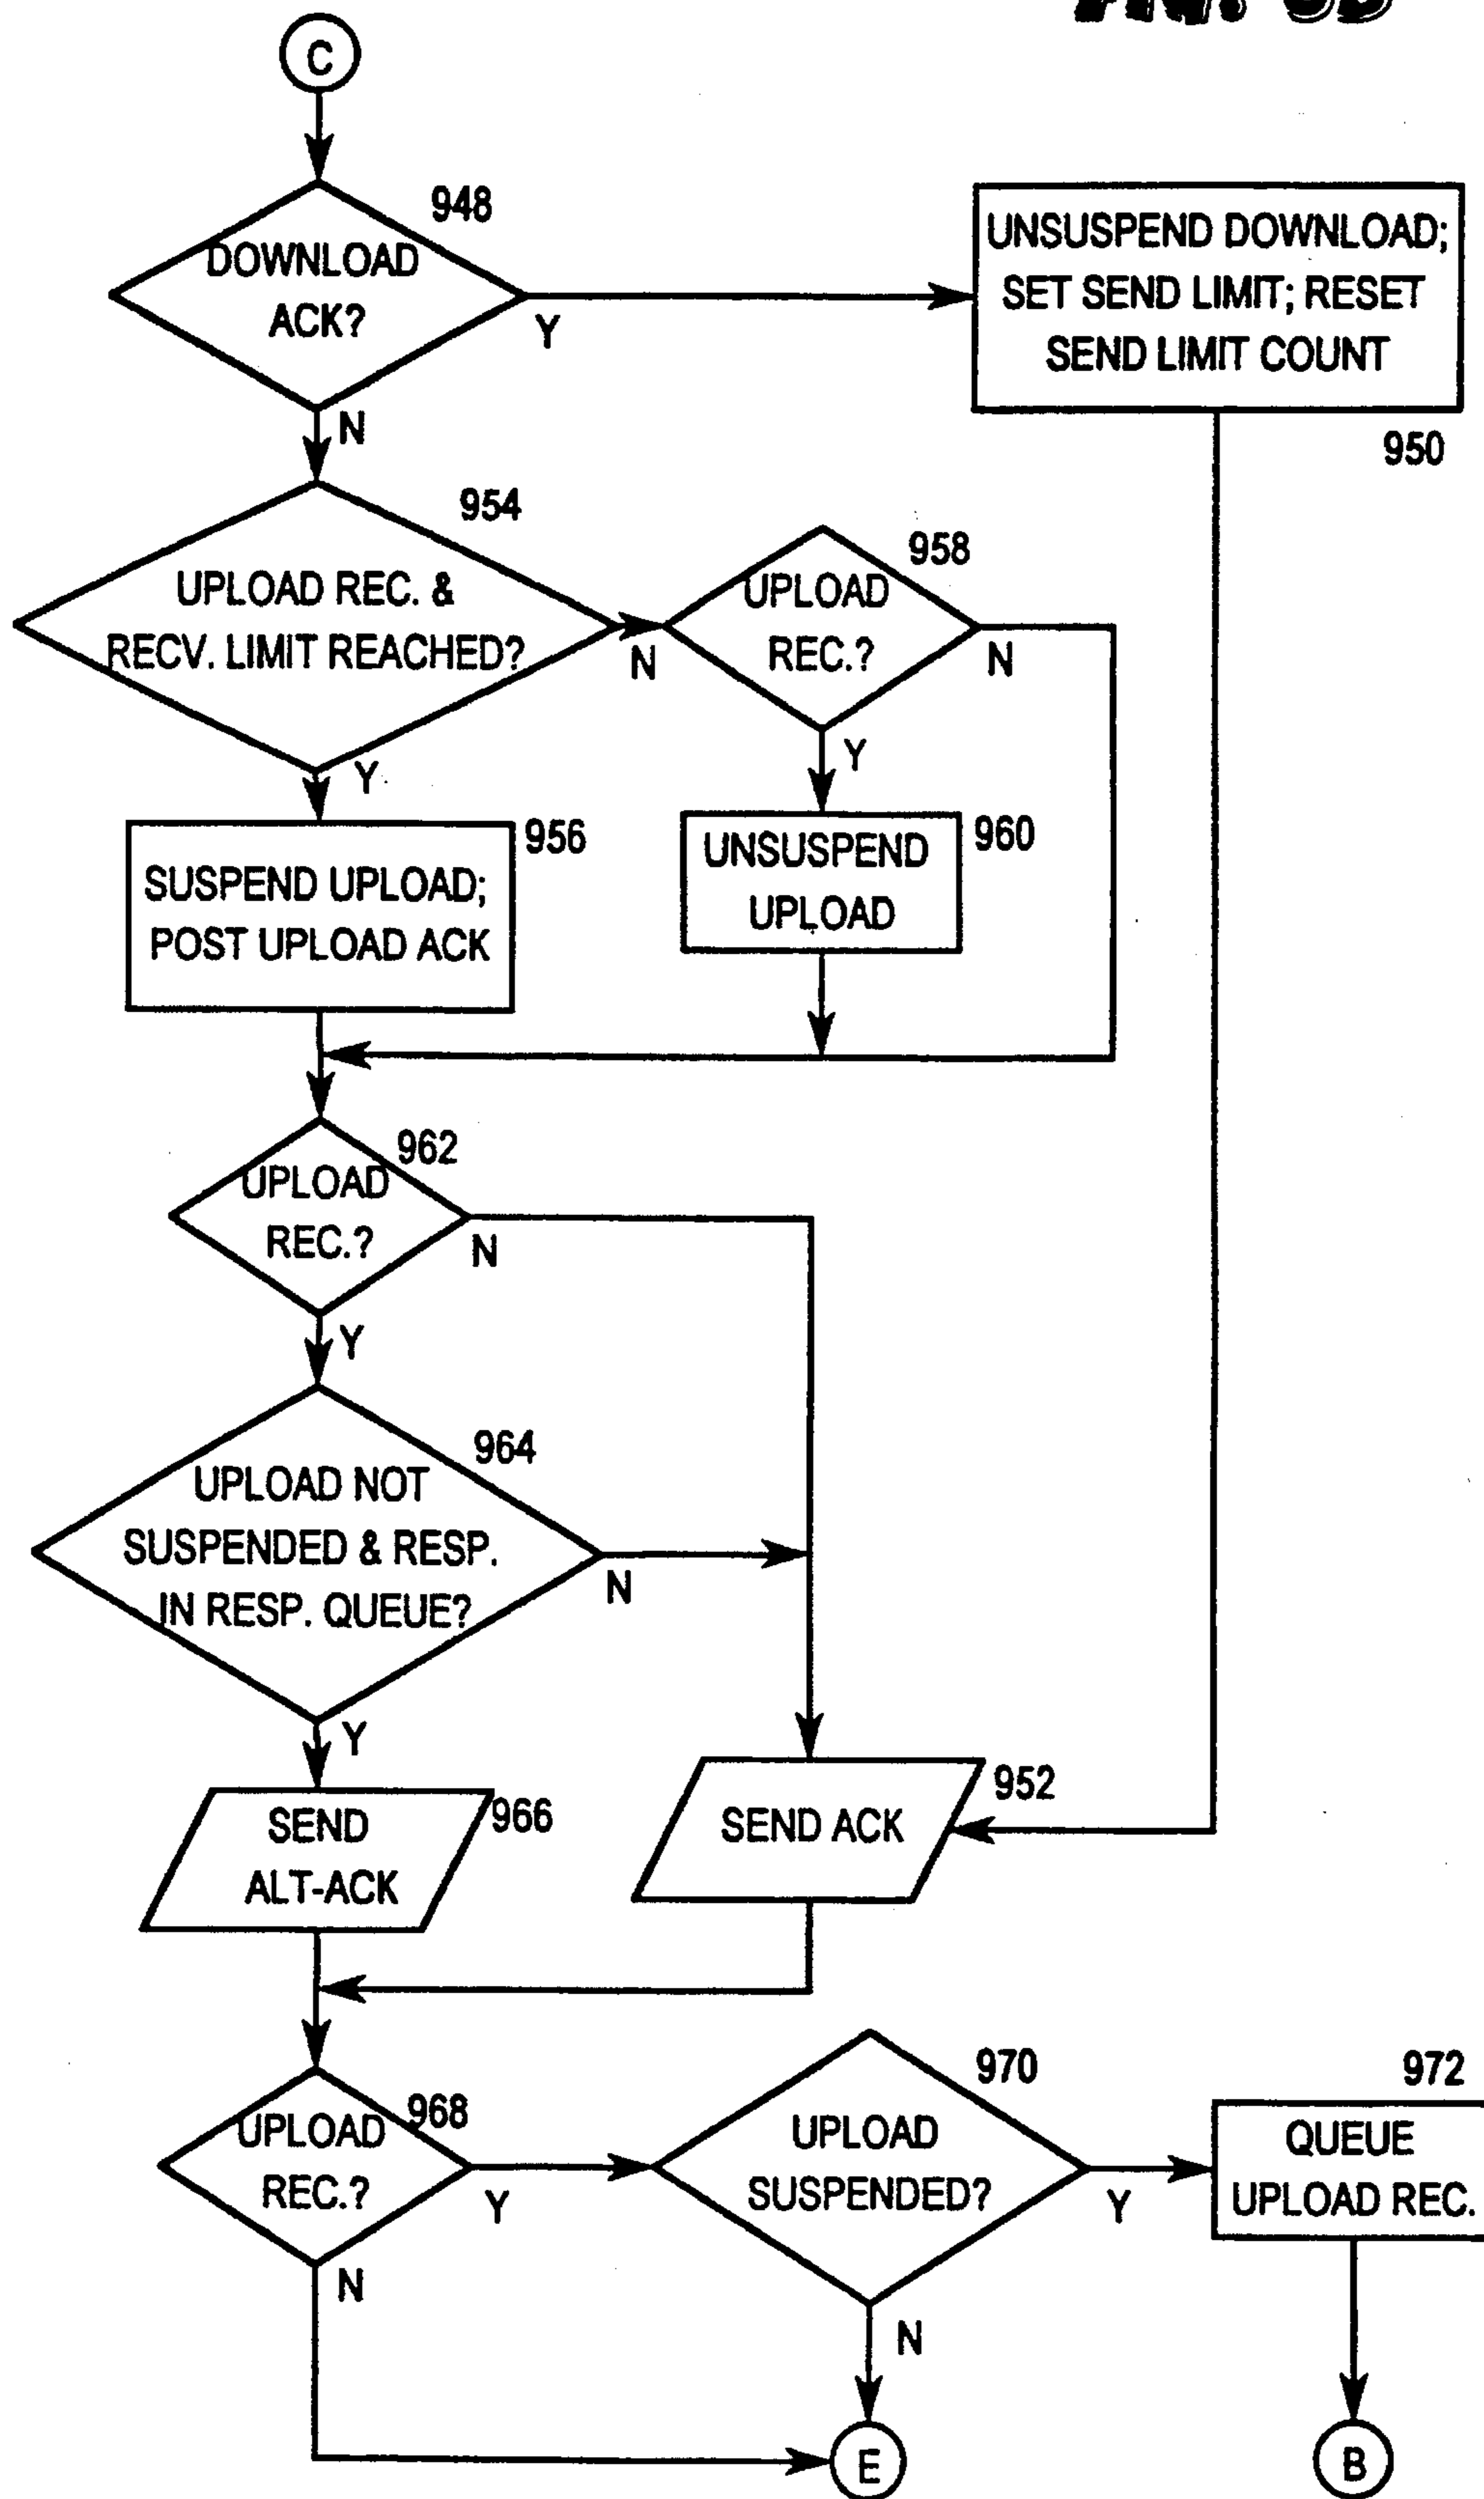 C
948
DOWNLOAD
ACK?
Y
N
UNSUSPEND DOWNLOAD;
SET SEND LIMIT; RESET
SEND LIMIT COUNT
950
954
UPLOAD REC. &
RECV. LIMIT REACHED?
N
Y
958
UPLOAD
REC.?
N
Y
956
SUSPEND UPLOAD;
POST UPLOAD ACK
960
UNSUSPEND
UPLOAD
962
UPLOAD
REC.?
N
Y
964
UPLOAD NOT
SUSPENDED & RESP.
IN RESP. QUEUE?
N
Y
966
SEND
ALT-ACK
952
SEND ACK
968
UPLOAD
REC.?
Y
N
970
UPLOAD
SUSPENDED?
Y
N
972
QUEUE
UPLOAD REC.
E
B